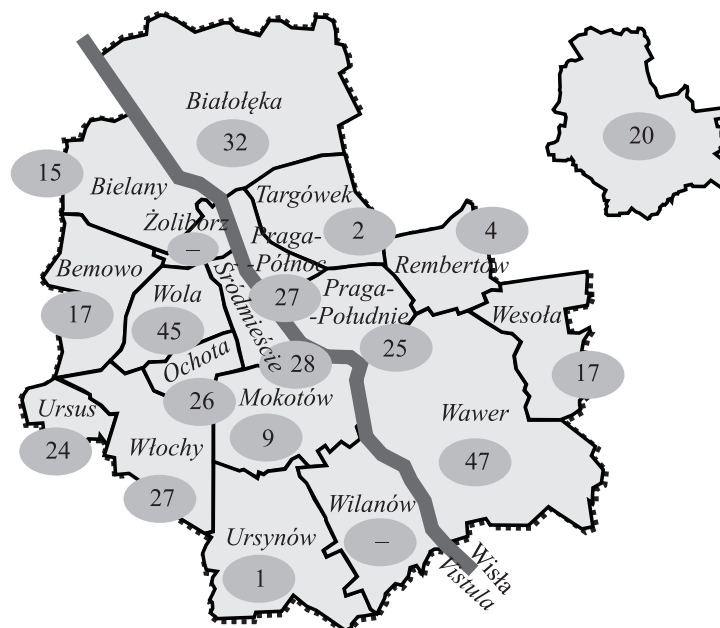 Białołęka
32
20
15
Bielany
Targówek
Żoliborz
–
2
4
Praga-
-Północ
27
Rembertów
Bemowo
17
Wola
45
Śródmieście
28
Praga-
-Południe
25
Wesoła
17
Ochota
26
Ursus
24
Włochy
27
Mokotów
9
Wawer
47
Wilanów
–
Ursynów
1
Wisła
Vistula